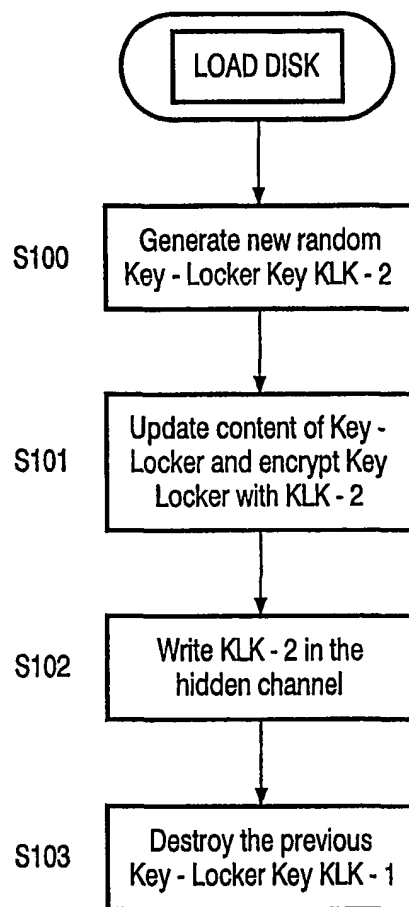 LOAD DISK
S100
Generate new random
Key - Locker Key KLK - 2
S101
Update content of Key -
Locker and encrypt Key
Locker with KLK - 2
S102
Write KLK - 2 in the
hidden channel
S103
Destroy the previous
Key - Locker Key KLK - 1